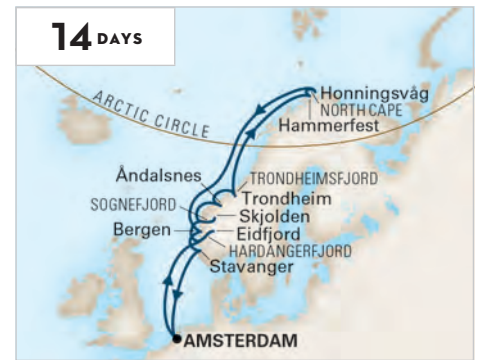 14 DAYS
ARCTIC CIRCLE
Honningsvåg
NORTH CAPE
Hammerfest
Åndalsnes
TRONDHEIMSFJORD
Trondheim
SOGNEFJORD
Skjolden
Bergen
Eidfjord
HARDANGERFJORD
Stavanger
AMSTERDAM